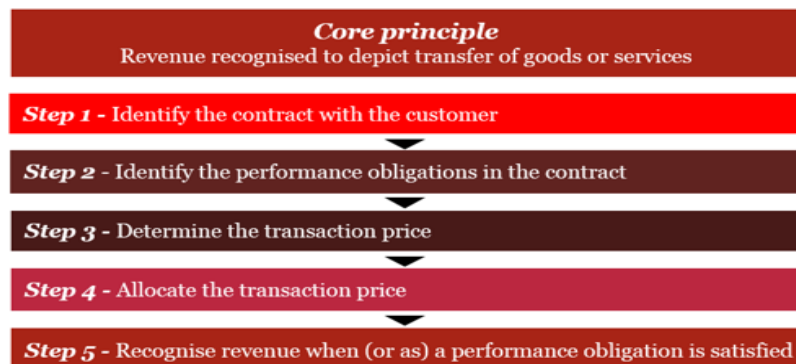 Core principle
Revenue recognised to depict transfer of goods or services
Step 1 - Identify the contract with the customer
Step 2 - Identify the performance obligations in the contract
Step 3 - Determine the transaction price
Step 4 - Allocate the transaction price
Step 5 - Recognise revenue when (or as) a performance obligation is satisfied